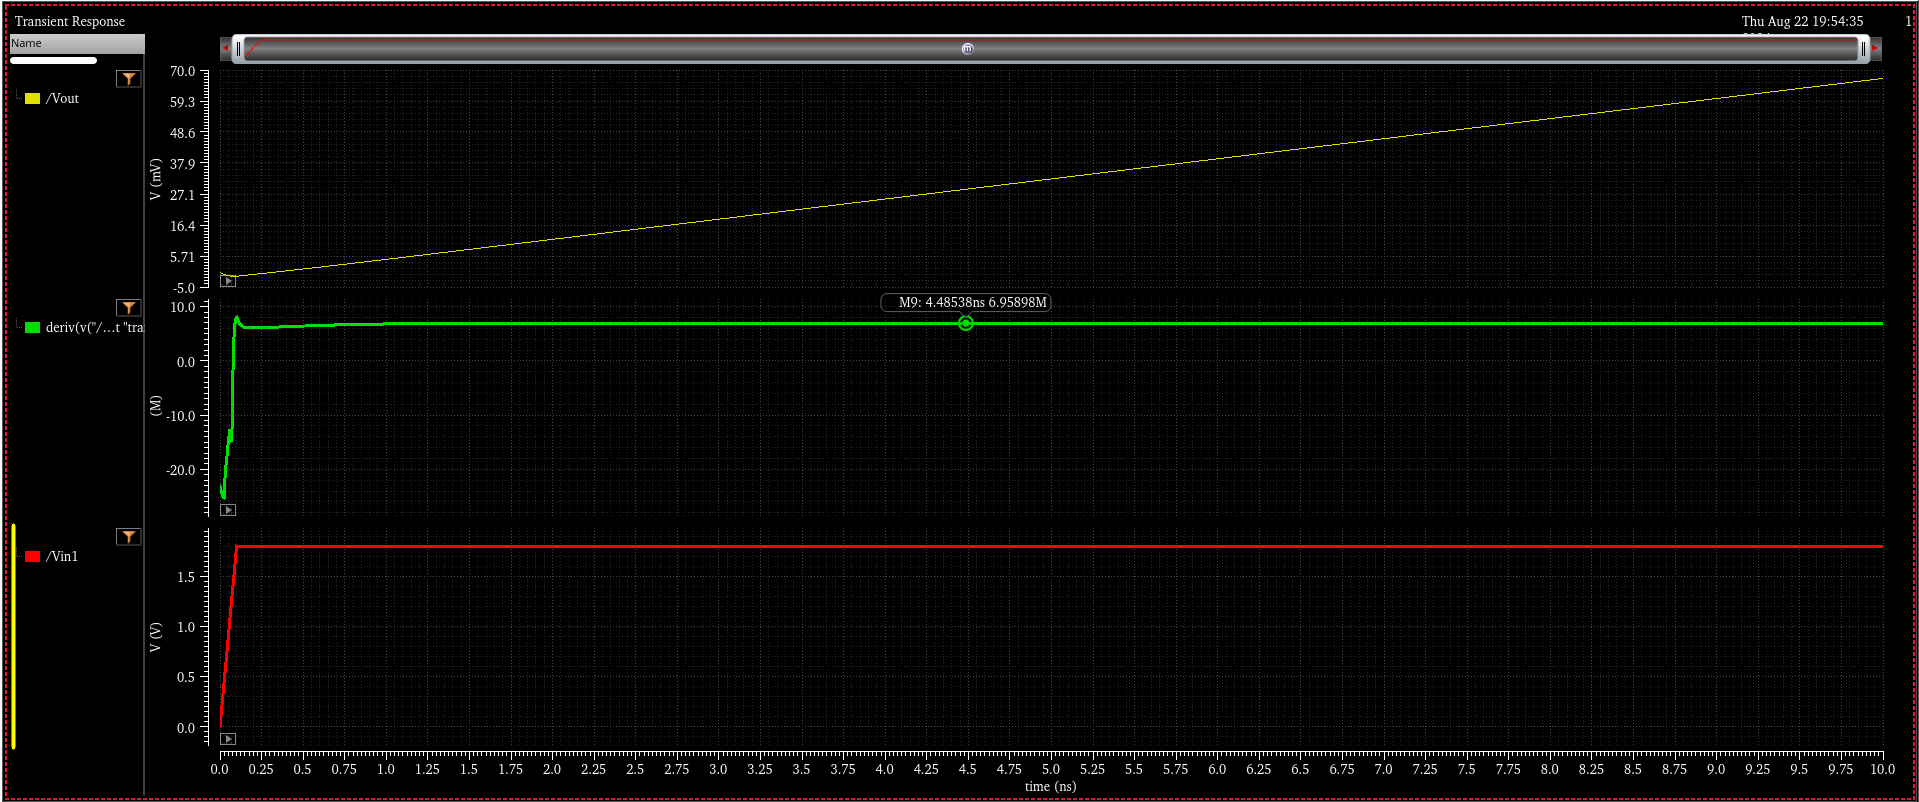 Transient Response
Thu Aug 22 19:54:35
1
Name
/Vout
70.0
59.3
48.6
37.9
27.1
16.4
5.71
-5.0
V (mV)
deriv(v("/...t "tra
10.0
0.0
-10.0
-20.0
(M)
M9: 4.48538ns 6.95898M
/Vin1
1.5
1.0
0.5
0.0
V (V)
0.0 0.25 0.5 0.75 1.0 1.25 1.5 1.75 2.0 2.25 2.5 2.75 3.0 3.25 3.5 3.75 4.0 4.25 4.5 4.75 5.0 5.25 5.5 5.75 6.0 6.25 6.5 6.75 7.0 7.25 7.5 7.75 8.0 8.25 8.5 8.75 9.0 9.25 9.5 9.75 10.0
time (ns)